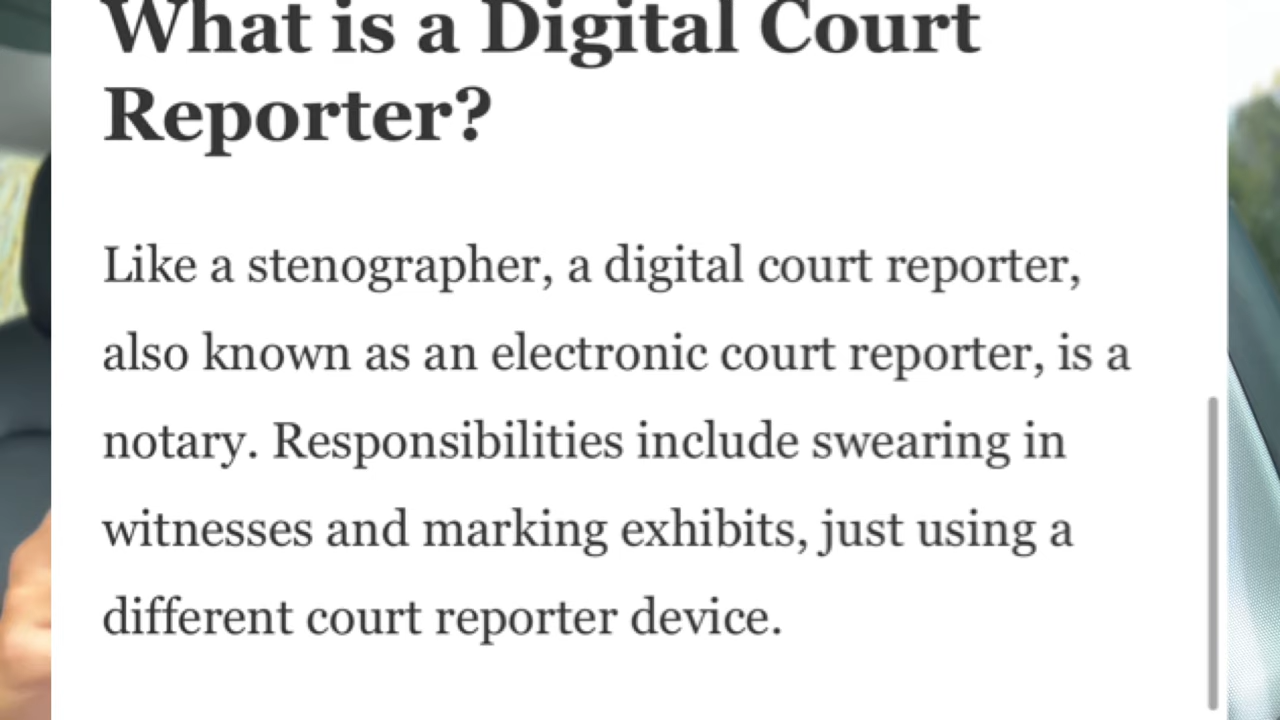 What is a Digital Court
Reporter?
Like a stenographer, a digital court reporter,
also known as an electronic court reporter, is a
notary. Responsibilities include swearing in
witnesses and marking exhibits, just using a
different court reporter device.